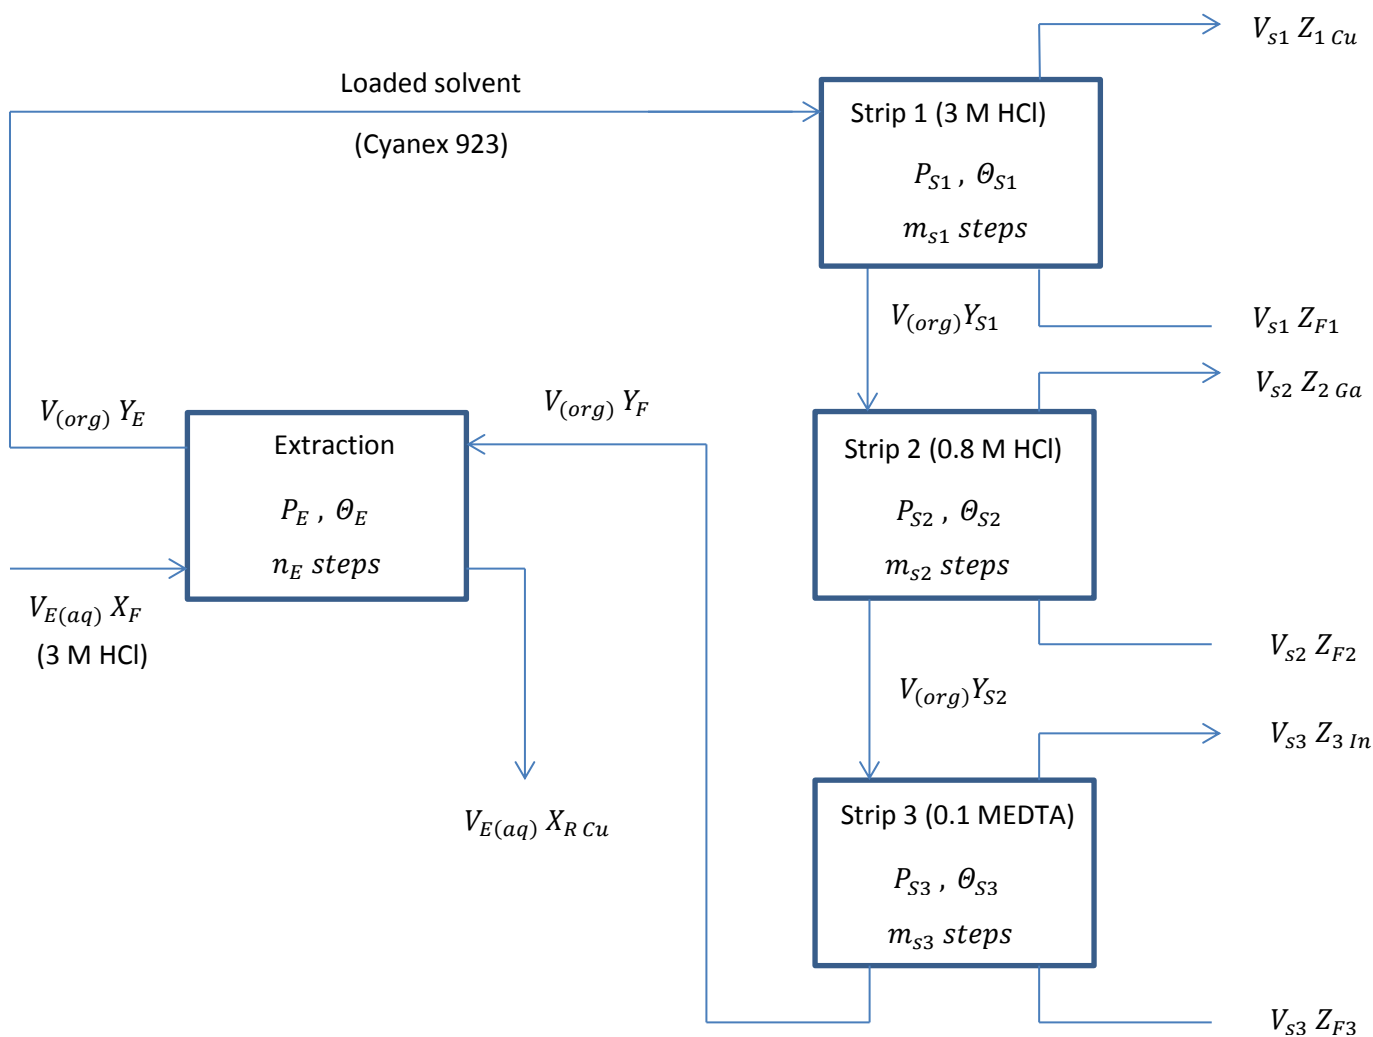 V_{s1} Z_{1 Cu}
Loaded solvent
(Cyanex 923)
Strip 1 (3 M HCl)
P_{S1} , Θ_{S1}
m_{s1} steps
V_{(org)}Y_{S1}
V_{s1} Z_{F1}
V_{s2} Z_{2 Ga}
V_{(org)} Y_E
V_{(org)} Y_F
Extraction
P_E , Θ_E
n_E steps
Strip 2 (0.8 M HCl)
P_{S2} , Θ_{S2}
m_{s2} steps
V_{E(aq)} X_F
(3 M HCl)
V_{s2} Z_{F2}
V_{(org)}Y_{S2}
V_{s3} Z_{3 In}
V_{E(aq)} X_{R Cu}
Strip 3 (0.1 MEDTA)
P_{S3} , Θ_{S3}
m_{s3} steps
V_{s3} Z_{F3}